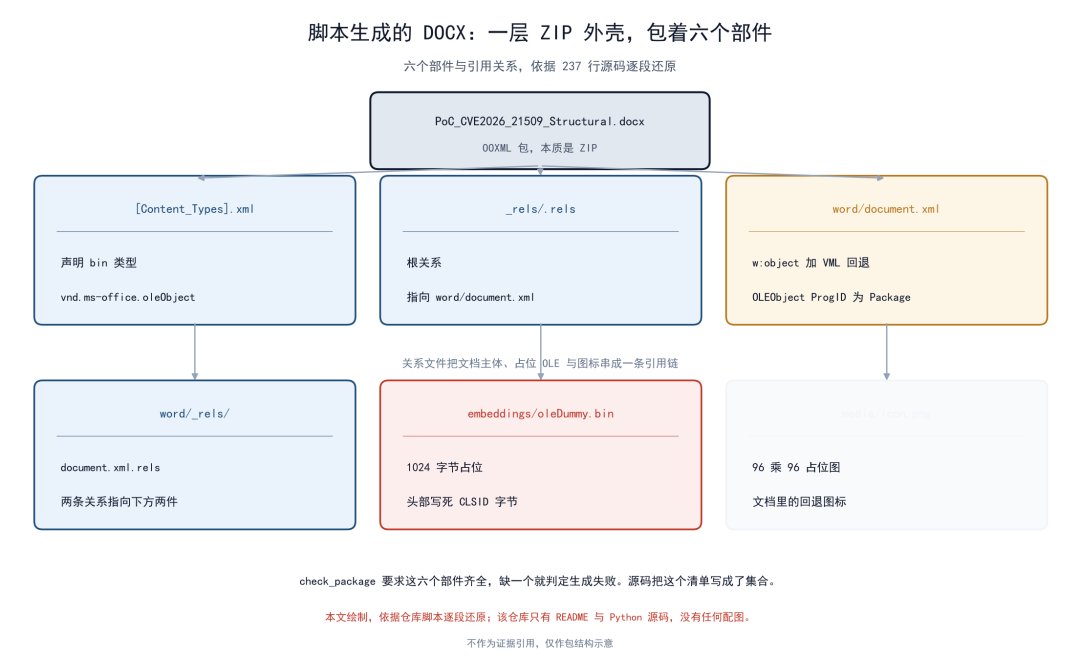 脚本生成的 DOCX：一层 ZIP 外壳，包着六个部件
六个部件与引用关系，依据 237 行源码逐段还原
PoC_CVE2026_21509_Structural.docx
OOXML 包，本质是 ZIP
[Content_Types].xml
声明 bin 类型
vnd.ms-office.oleObject
_rels/.rels
根关系
指向 word/document.xml
word/document.xml
w:object 加 VML 回退
OLEObject ProgID 为 Package
关系文件把文档主体、占位 OLE 与图标串成一条引用链
word/_rels/
document.xml.rels
两条关系指向下方两件
embeddings/oleDummy.bin
1024 字节占位
头部写死 CLSID 字节
96 乘 96 占位图
文档里的回退图标
check_package 要求这六个部件齐全，缺一个就判定生成失败。源码把这个清单写成了集合。
本文绘制，依据仓库脚本逐段还原；该仓库只有 README 与 Python 源码，没有任何配图。
不作为证据引用，仅作包结构示意